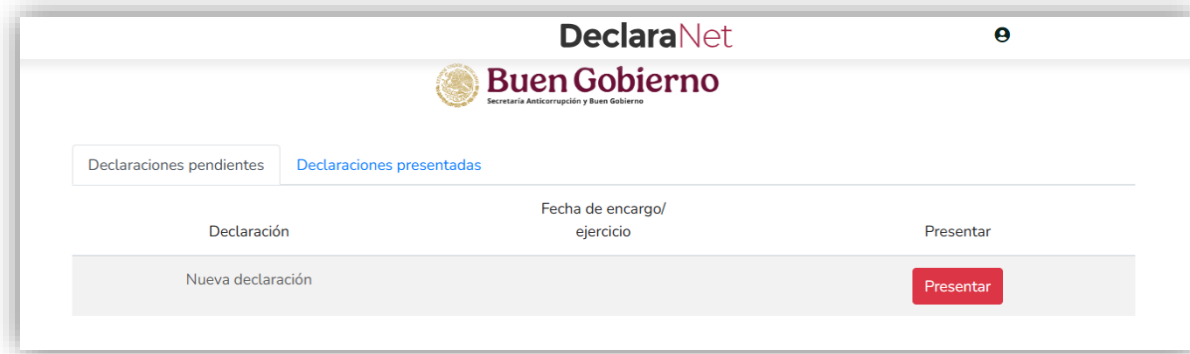 DeclaraNet
Buen Gobierno
Secretaría Anticorrupción y Buen Gobierno
Declaraciones pendientes Declaraciones presentadas
Declaración Fecha de encargo/ ejercicio Presentar
Nueva declaración Presentar